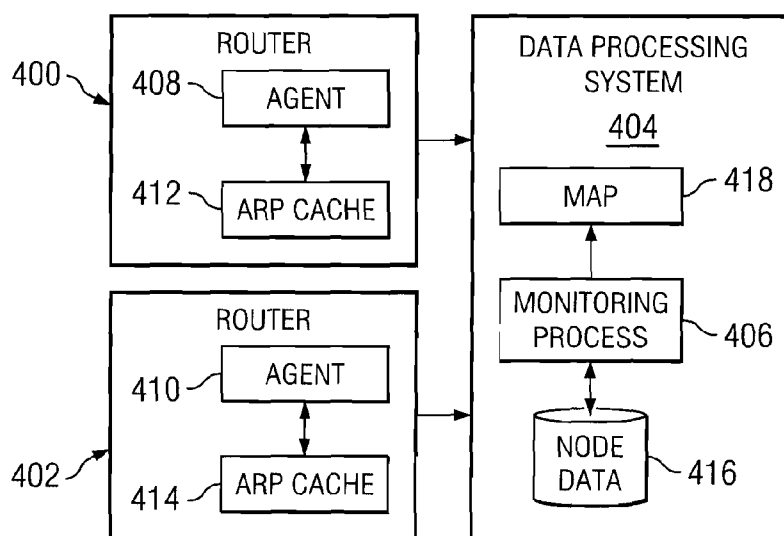 ROUTER
400
408
AGENT
412
ARP CACHE
ROUTER
410
AGENT
402
414
ARP CACHE
DATA PROCESSING
SYSTEM
404
MAP
418
MONITORING
PROCESS
406
NODE
DATA
416